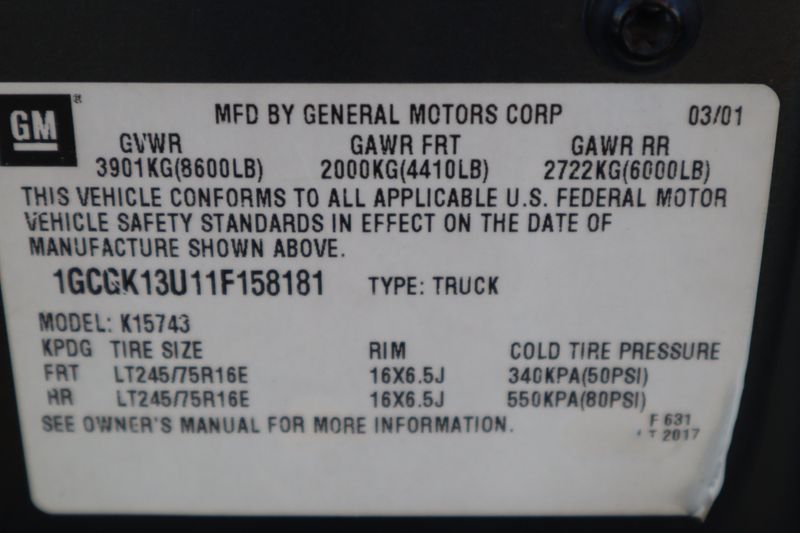 GM®
MFD BY GENERAL MOTORS CORP 03/01
GVWR GAWR FRT GAWR RR
3901KG(8600LB) 2000KG(4410LB) 2722KG(6000LB)
THIS VEHICLE CONFORMS TO ALL APPLICABLE U.S. FEDERAL MOTOR
VEHICLE SAFETY STANDARDS IN EFFECT ON THE DATE OF
MANUFACTURE SHOWN ABOVE.
1GCGK13U11F158181 TYPE: TRUCK
MODEL: K15743
KPDG TIRE SIZE RIM COLD TIRE PRESSURE
FRT LT245/75R16E 16X6.5J 340KPA(50PSI)
HR LT245/75R16E 16X6.5J 550KPA(80PSI)
SEE OWNER'S MANUAL FOR MORE INFORMATION.
F 631
T 2017